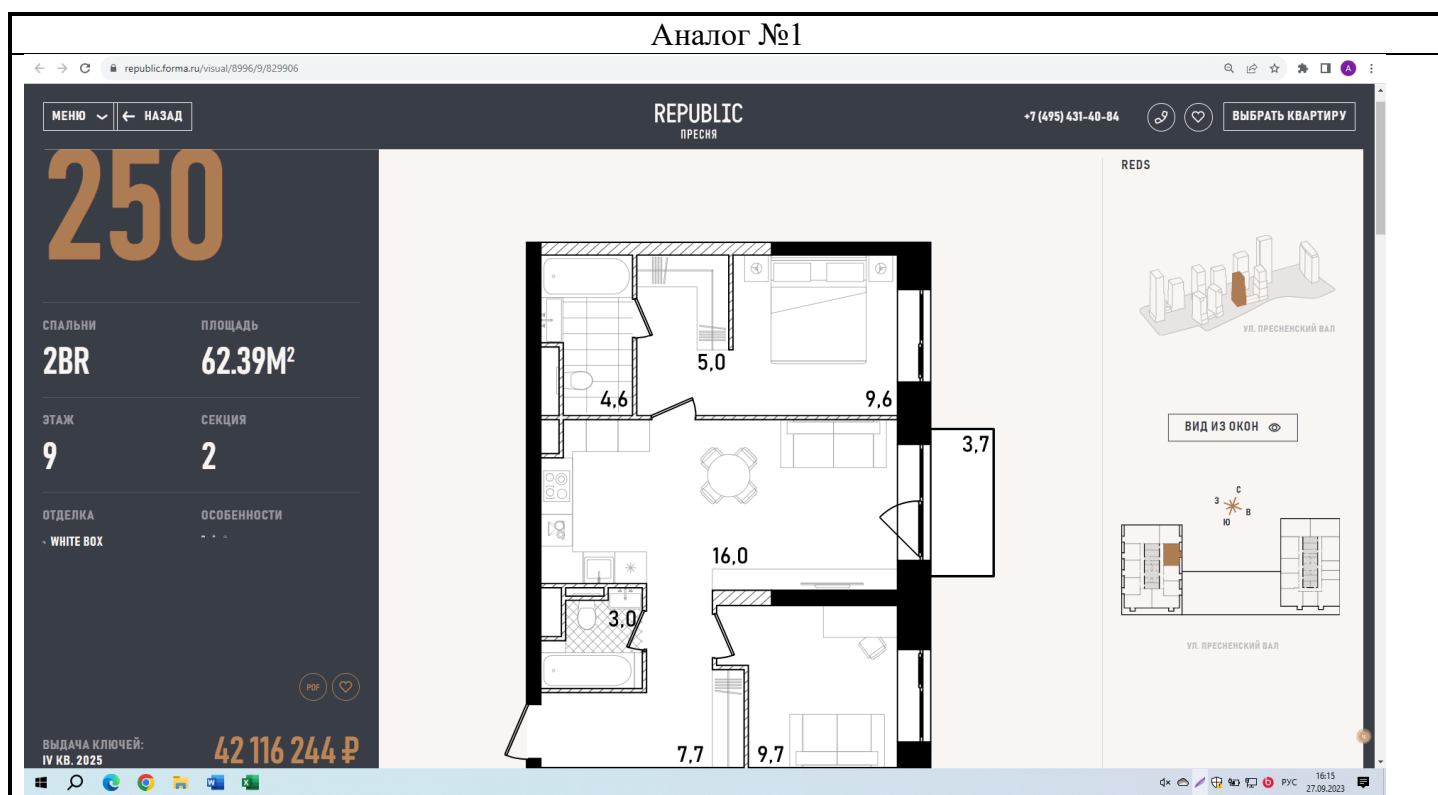 Аналог №1
republic.forma.ru/visual/8996/9/829906
A
МЕНЮ
НАЗАД
REPUBLIC
ПРЕСНЯ
+7 (495) 431-40-84
ВЫБРАТЬ КВАРТИРУ
250
СПАЛЬНИ
ПЛОЩАДЬ
2BR
62.39М²
ЭТАЖ
СЕКЦИЯ
9
2
ОТДЕЛКА
ОСОБЕННОСТИ
- WHITE BOX
PDF
ВЫДАЧА КЛЮЧЕЙ:
IV КВ. 2025
42 116 244 ₽
5,0
4,6
9,6
3,7
16,0
3,0
7,7
9,7
REDS
УЛ. ПРЕСНЕНСКИЙ ВАЛ
ВИД ИЗ ОКОН
С
З
В
Ю
УЛ. ПРЕСНЕНСКИЙ ВАЛ
РУС
16:15
27.09.2023